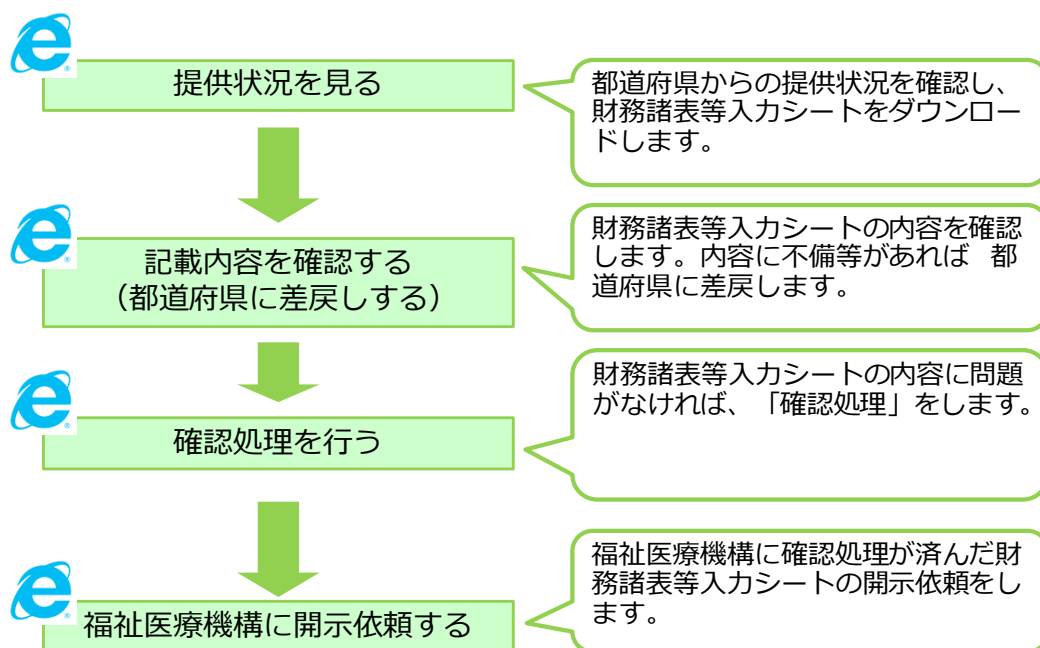 提供状況を見る
都道府県からの提供状況を確認し、
財務諸表等入力シートをダウンロー
ドします。
記載内容を確認する
（都道府県に差戻しする）
財務諸表等入力シートの内容を確認
します。内容に不備等があれば 都
道府県に差戻します。
確認処理を行う
財務諸表等入力シートの内容に問題
がなければ、「確認処理」をします。
福祉医療機構に開示依頼する
福祉医療機構に確認処理が済んだ財
務諸表等入力シートの開示依頼をし
ます。